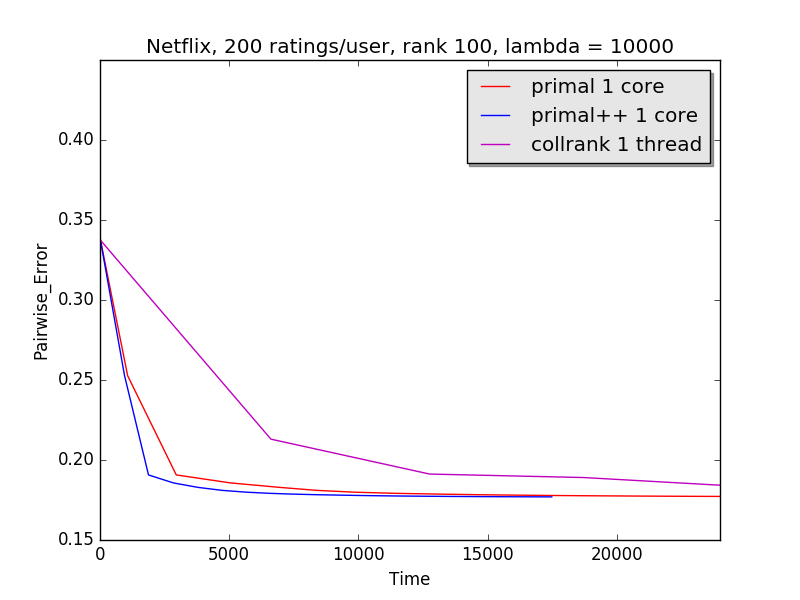 Netflix, 200 ratings/user, rank 100, lambda = 10000
primal 1 core
primal++ 1 core
collrank 1 thread
Pairwise_Error
0.40
0.35
0.30
0.25
0.20
0.15
0
5000
10000
15000
20000
Time